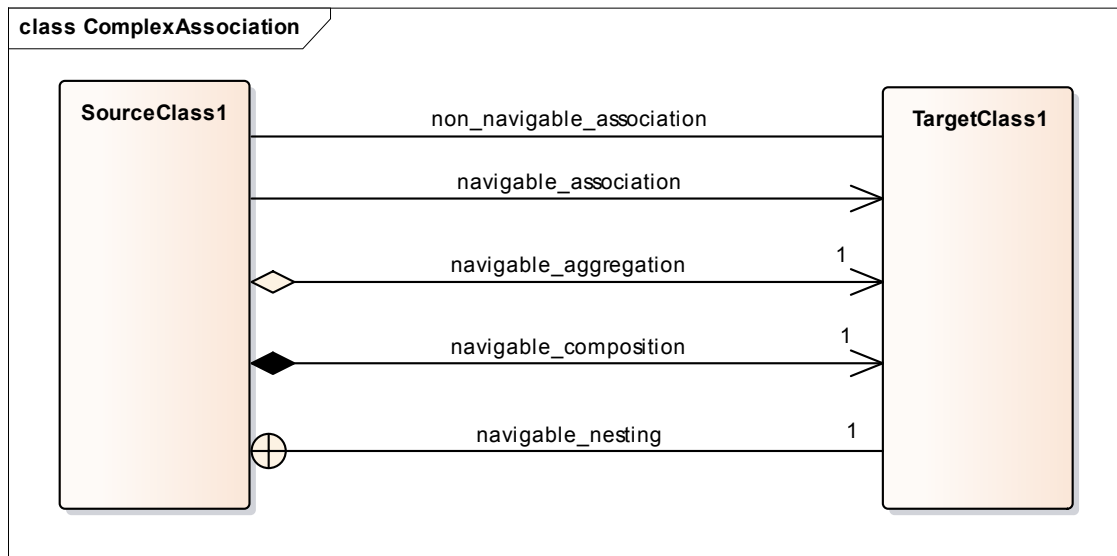 class ComplexAssociation
SourceClass1
TargetClass1
non_navigable_association
navigable_association
navigable_aggregation
1
navigable_composition
1
navigable_nesting
1